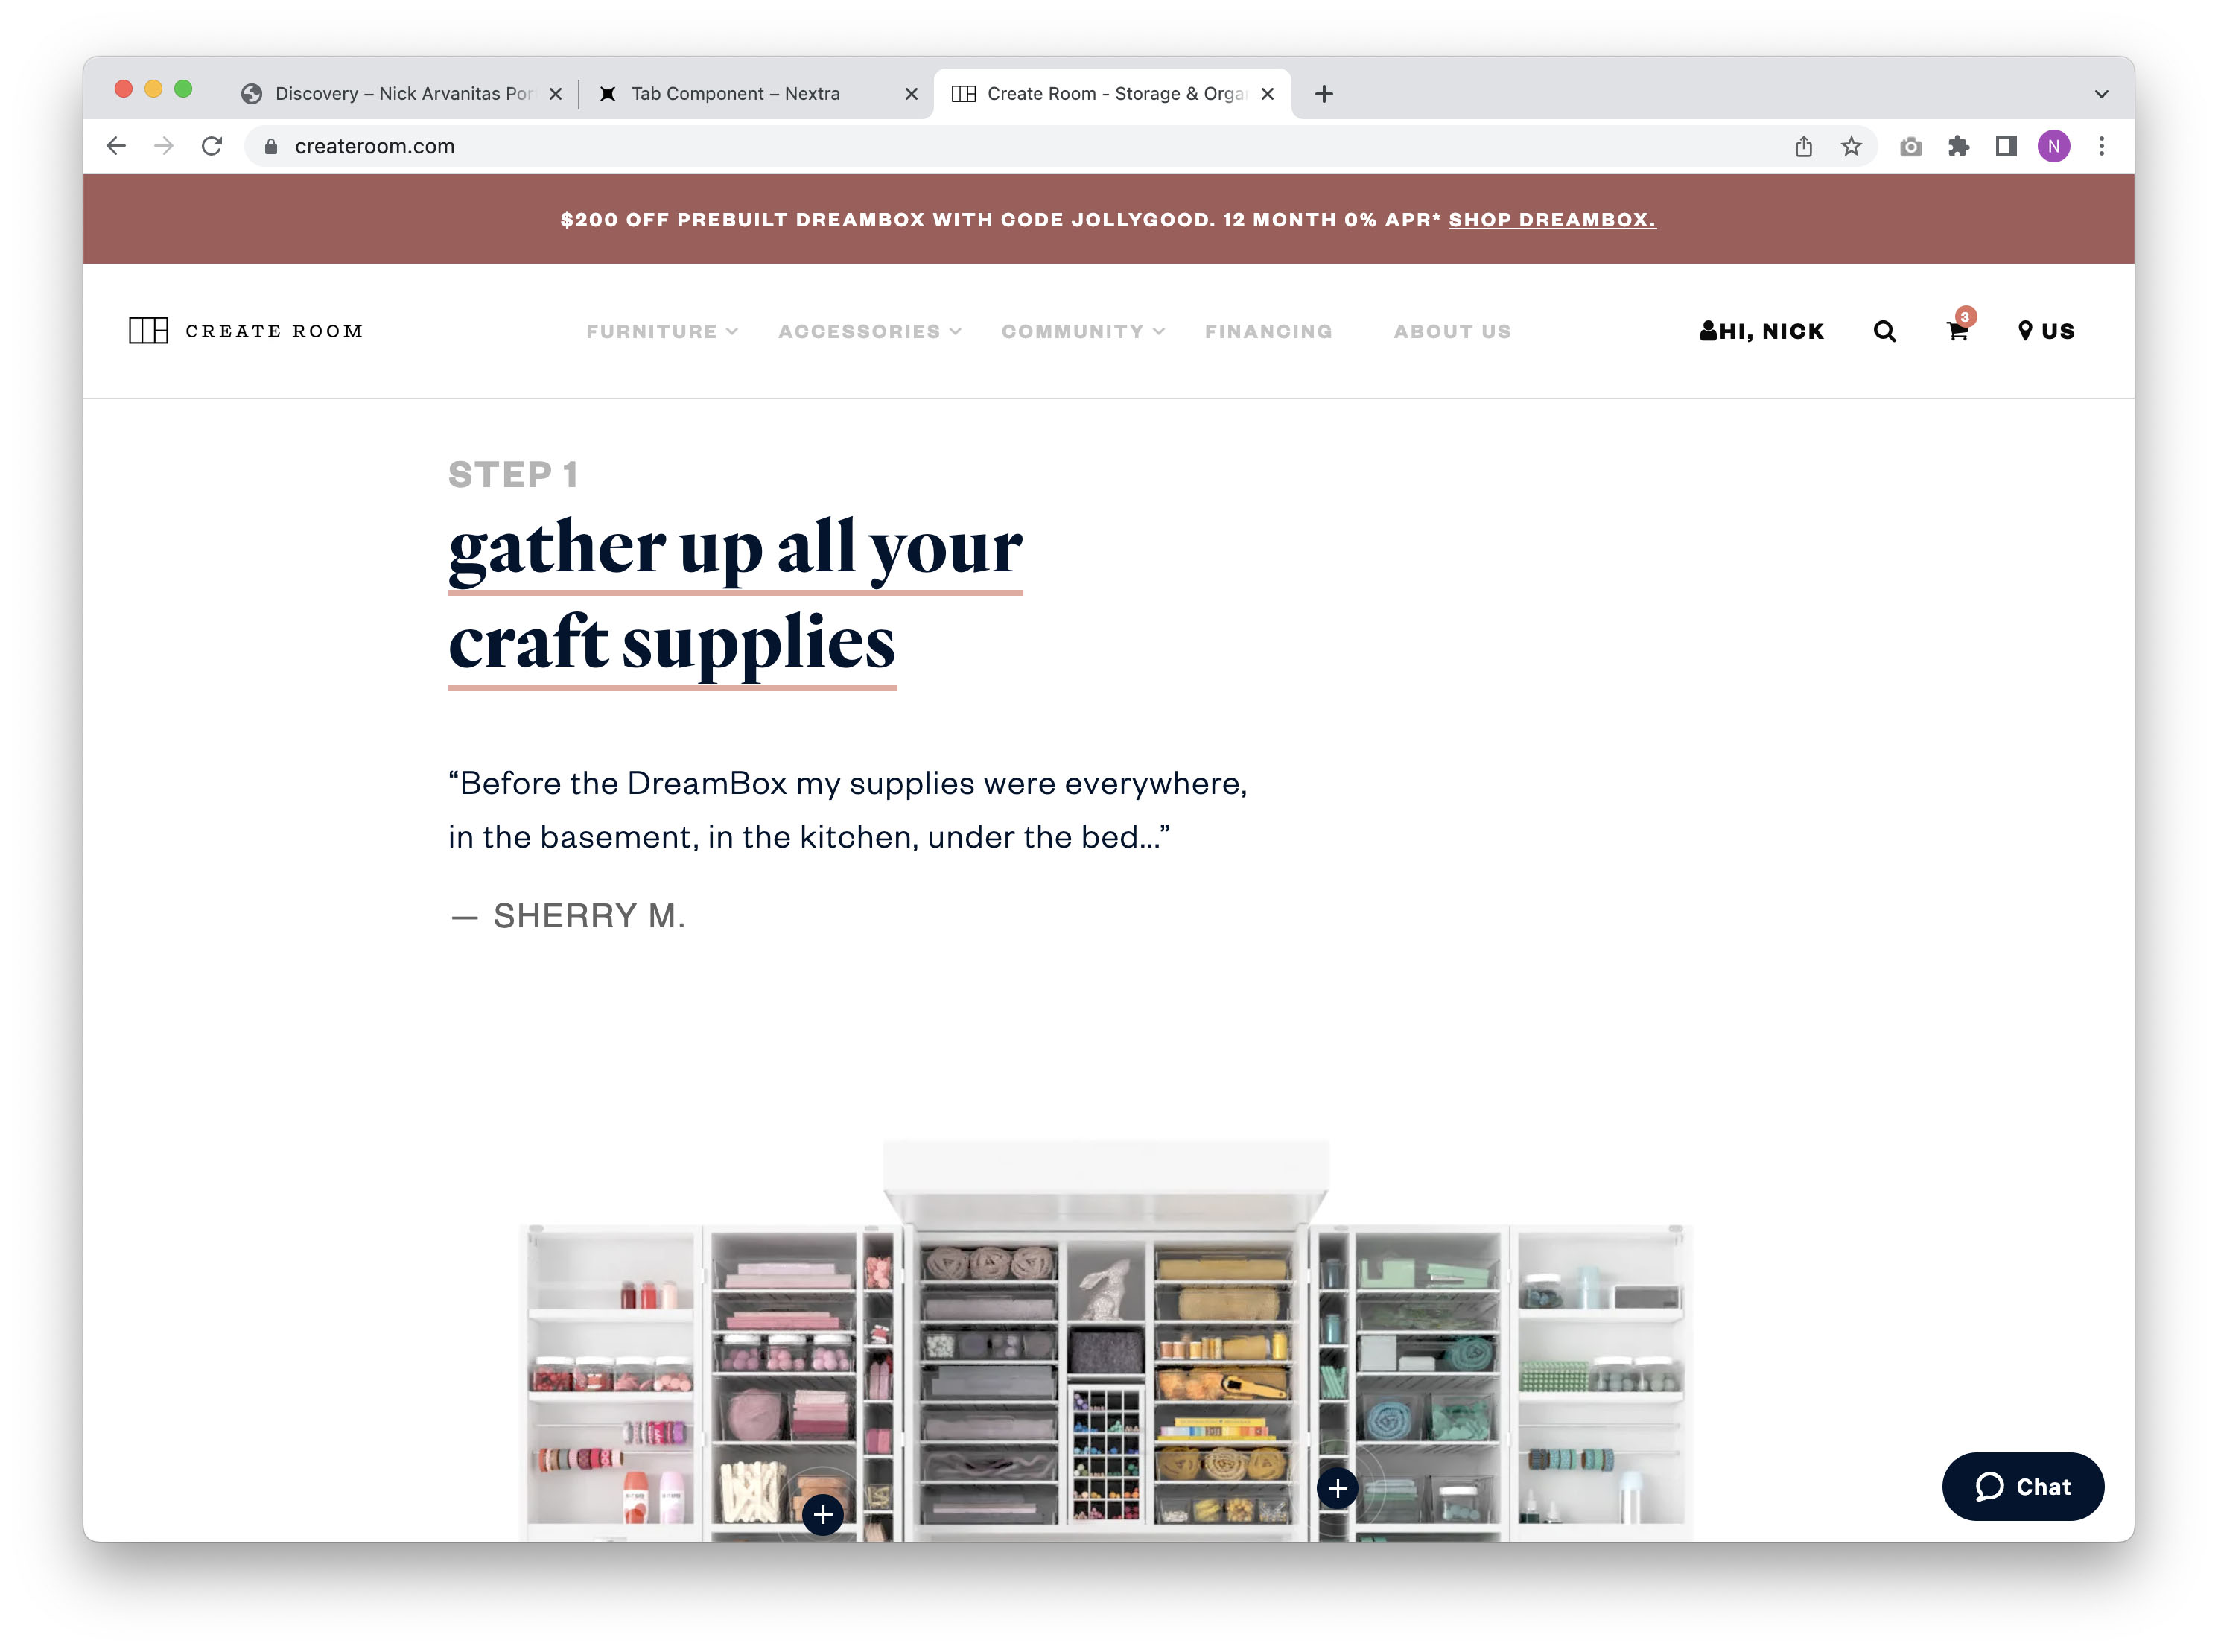 Discovery – Nick Arvanitas Por
Tab Component – Nextra
Create Room - Storage & Orga
createroom.com
N
$200 OFF PREBUILT DREAMBOX WITH CODE JOLLYGOOD. 12 MONTH 0% APR* SHOP DREAMBOX.
CREATE ROOM
FURNITURE
ACCESSORIES
COMMUNITY
FINANCING
ABOUT US
HI, NICK
3
US
STEP 1
gather up all your
craft supplies
“Before the DreamBox my supplies were everywhere,
in the basement, in the kitchen, under the bed...”
— SHERRY M.
Chat